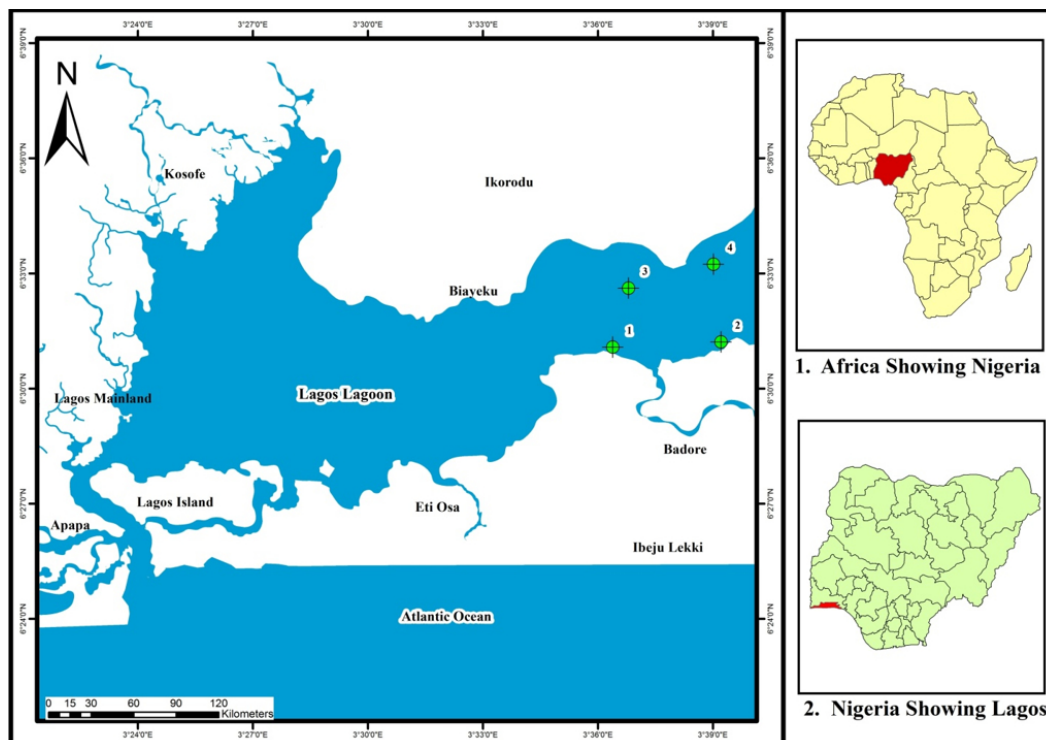 3°24'0"E 3°27'0"E 3°30'0"E 3°33'0"E 3°36'0"E 3°39'0"E
6°39'0"N 6°39'0"N
N
6°36'0"N 6°36'0"N
Kosofe
Ikorodu
4
3
6°33'0"N 6°33'0"N
Biayeku
1
2
6°30'0"N 6°30'0"N
Lagos Mainland
Lagos Lagoon
Badore
Lagos Island
Eti Osa
6°27'0"N 6°27'0"N
Apapa
Ibeju Lekki
Atlantic Ocean
6°24'0"N 6°24'0"N
0 15 30 60 90 120
Kilometers
3°24'0"E 3°27'0"E 3°30'0"E 3°33'0"E 3°36'0"E 3°39'0"E
1. Africa Showing Nigeria
2. Nigeria Showing Lagos